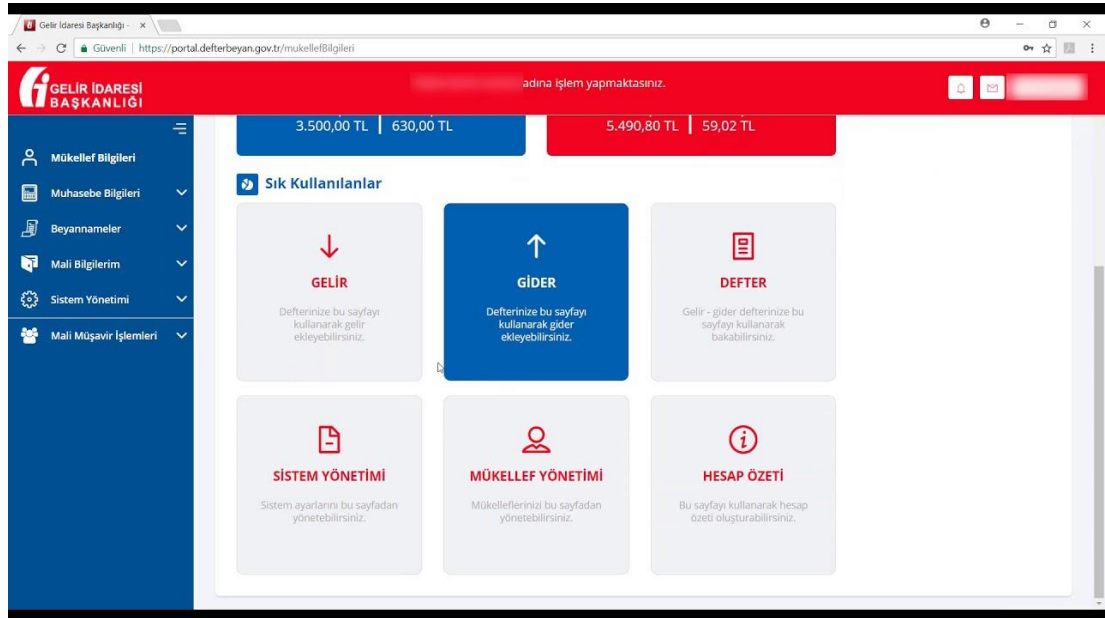 Gelir İdaresi Başkanlığı -
Güvenli | https://portal.defterbeyan.gov.tr/mukellefBilgileri
GELİR İDARESİ
BAŞKANLIĞI
adına işlem yapmaktasınız.
3.500,00 TL 630,00 TL
5.490,80 TL 59,02 TL
Mükellef Bilgileri
Muhasebe Bilgileri
Beyannameler
Mali Bilgilerim
Sistem Yönetimi
Mali Müşavir İşlemleri
Sık Kullanılanlar
GELİR
Defterinize bu sayfayı
kullanarak gelir
ekleyebilirsiniz.
GİDER
Defterinize bu sayfayı
kullanarak gider
ekleyebilirsiniz.
DEFTER
Gelir - gider defterinize bu
sayfayı kullanarak
bakabilirsiniz.
SİSTEM YÖNETİMİ
Sistem ayarlarını bu sayfadan
yönetebilirsiniz.
MÜKELLEF YÖNETİMİ
Mükelleflerinizi bu sayfadan
yönetebilirsiniz.
HESAP ÖZETİ
Bu sayfayı kullanarak hesap
özeti oluşturabilirsiniz.